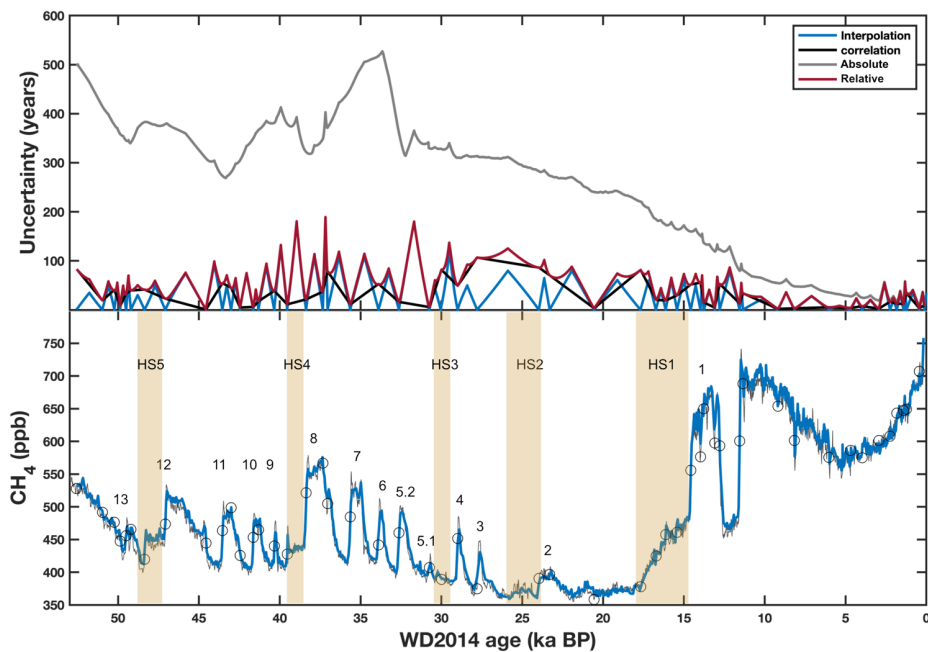 600
500
400
300
200
100
Uncertainty (years)
Interpolation
correlation
Absolute
Relative
750
700
650
600
550
500
450
400
350
CH4 (ppb)
HS5 HS4 HS3 HS2 HS1
13 12 11 10 9 8 7 6 5.2 5.1 4 3 2 1
50 45 40 35 30 25 20 15 10 5 0
WD2014 age (ka BP)